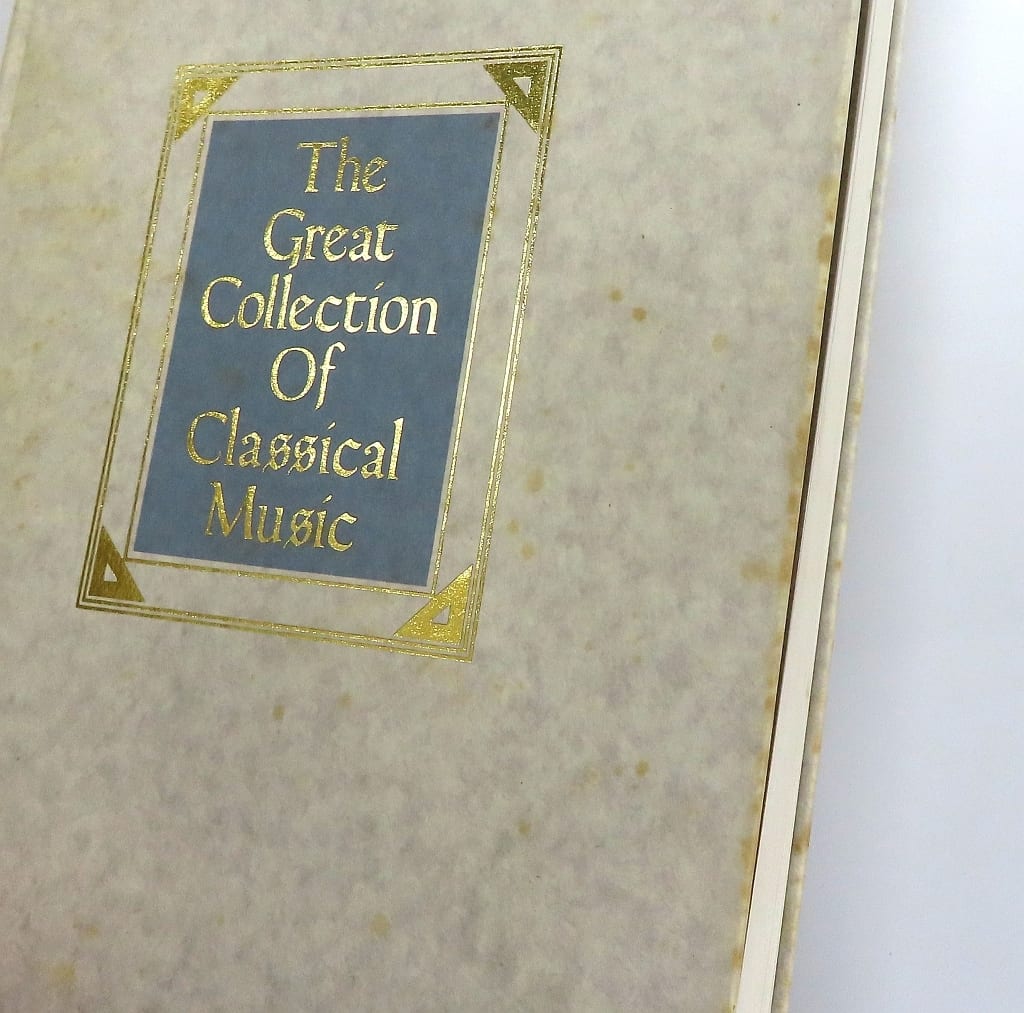 The
Great
Collection
Of
Classical
Music